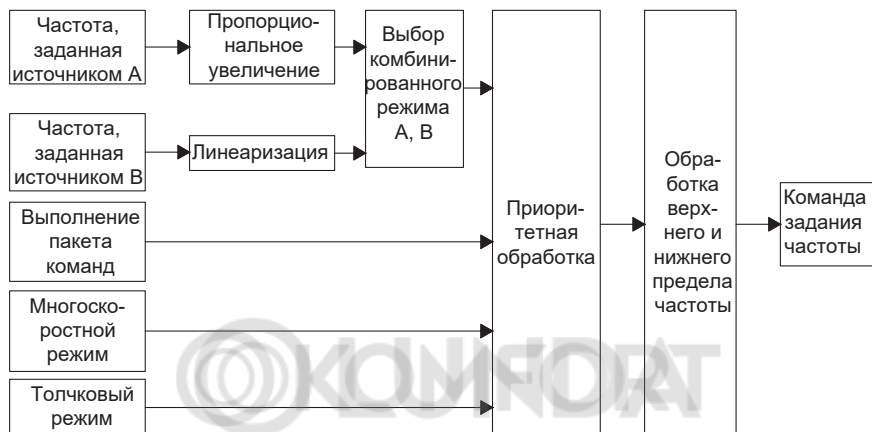 Частота,
заданная
источником А
Пропорцио-
нальное
увеличение
Выбор
комбини-
рованного
режима
А, В
Частота,
заданная
источником В
Линеаризация
Выполнение
пакета
команд
Многоско-
ростной
режим
Толчковый
режим
Приори-
тетная
обработка
Обра-
ботка
верх-
него и
нижнего
предела
частоты
Команда
задания
частоты
KOMFORT